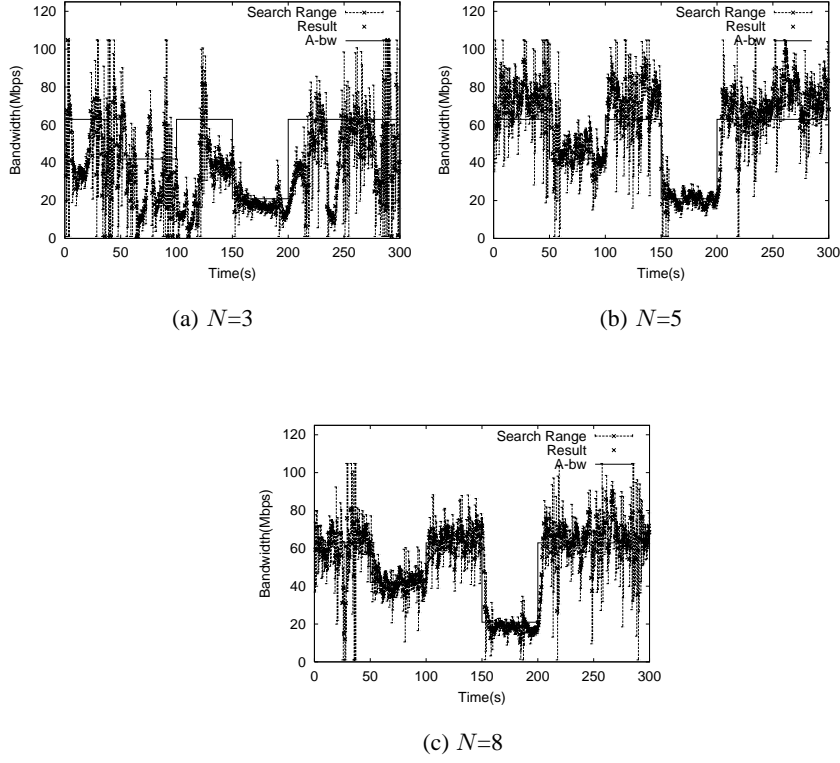 Search Range
Result
A-bw
Bandwidth(Mbps)
120
100
80
60
40
20
0
0 50 100 150 200 250 300
Time(s)
(a) N=3
Search Range
Result
A-bw
Bandwidth(Mbps)
120
100
80
60
40
20
0
0 50 100 150 200 250 300
Time(s)
(b) N=5
Search Range
Result
A-bw
Bandwidth(Mbps)
120
100
80
60
40
20
0
0 50 100 150 200 250 300
Time(s)
(c) N=8